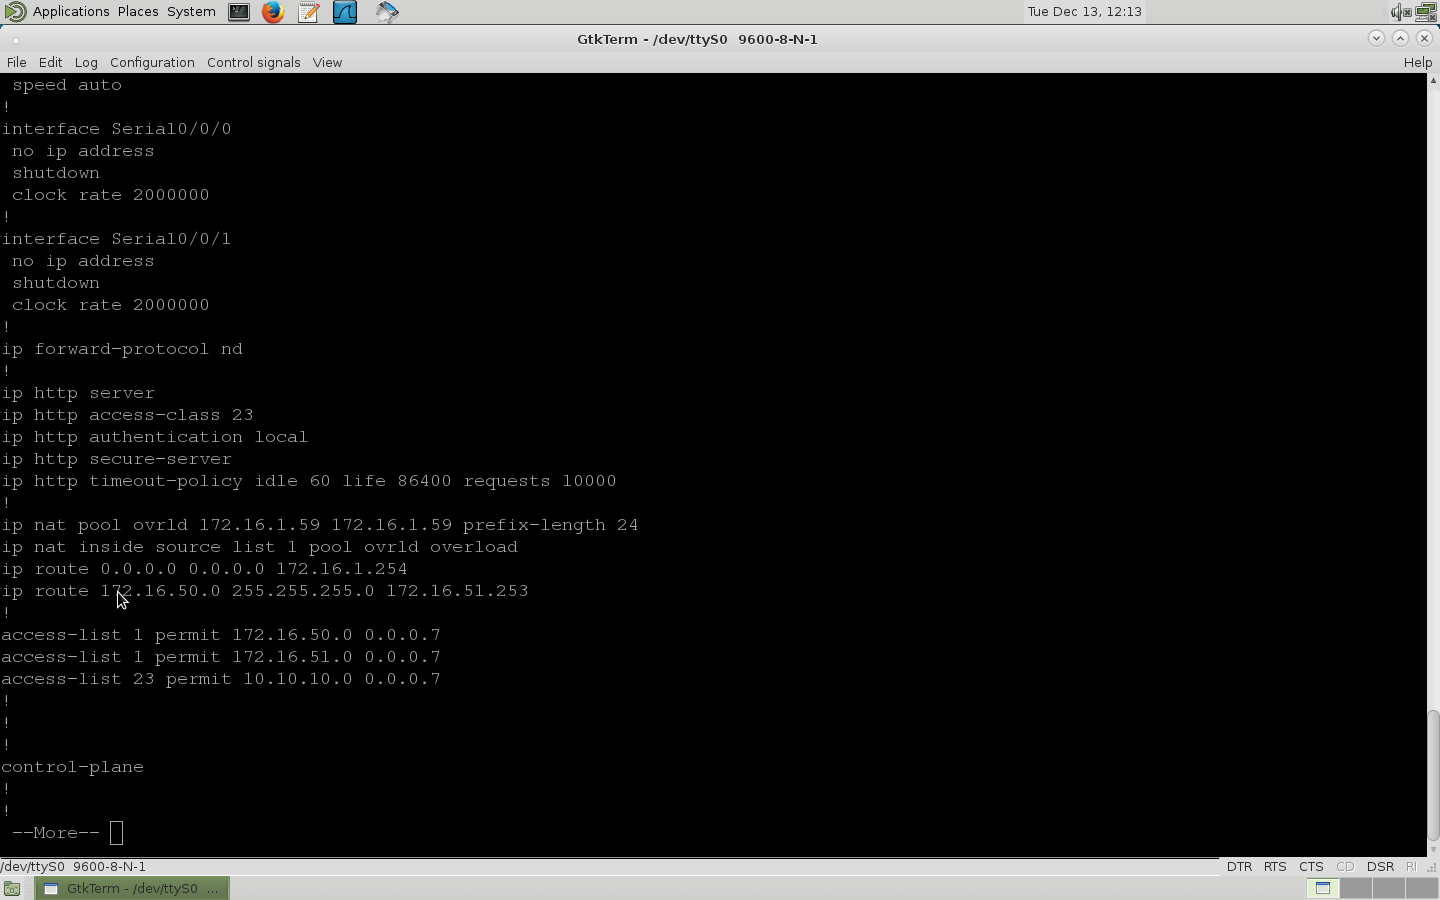 Applications Places System
Tue Dec 13, 12:13
GtkTerm - /dev/ttyS0 9600-8-N-1
File Edit Log Configuration Control signals View Help
speed auto
!
interface Serial0/0/0
no ip address
shutdown
clock rate 2000000
!
interface Serial0/0/1
no ip address
shutdown
clock rate 2000000
!
ip forward-protocol nd
!
ip http server
ip http access-class 23
ip http authentication local
ip http secure-server
ip http timeout-policy idle 60 life 86400 requests 10000
!
ip nat pool ovrld 172.16.1.59 172.16.1.59 prefix-length 24
ip nat inside source list 1 pool ovrld overload
ip route 0.0.0.0 0.0.0.0 172.16.1.254
ip route 172.16.50.0 255.255.255.0 172.16.51.253
!
access-list 1 permit 172.16.50.0 0.0.0.7
access-list 1 permit 172.16.51.0 0.0.0.7
access-list 23 permit 10.10.10.0 0.0.0.7
!
!
!
control-plane
!
!
--More--
/dev/ttyS0 9600-8-N-1 DTR RTS CTS CD DSR RI
GtkTerm - /dev/ttyS0 ...